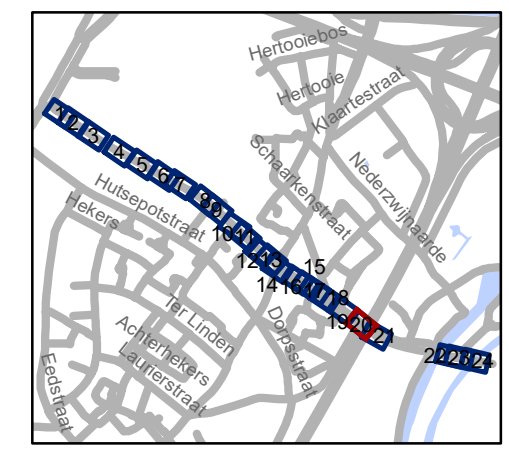 Hertooiebos
Hertooie
Klaartestraat
Schaarkenstraat
Nederzwijnaarde
Hutsepotstraat
Hekers
Ter Linden
Achterhekers
Laurierstraat
Eedstraat
Dorpsstraat
1
2
3
4
5
6
7
8
9
10
11
12
13
14
15
16
17
18
19
20
21
22
23
24